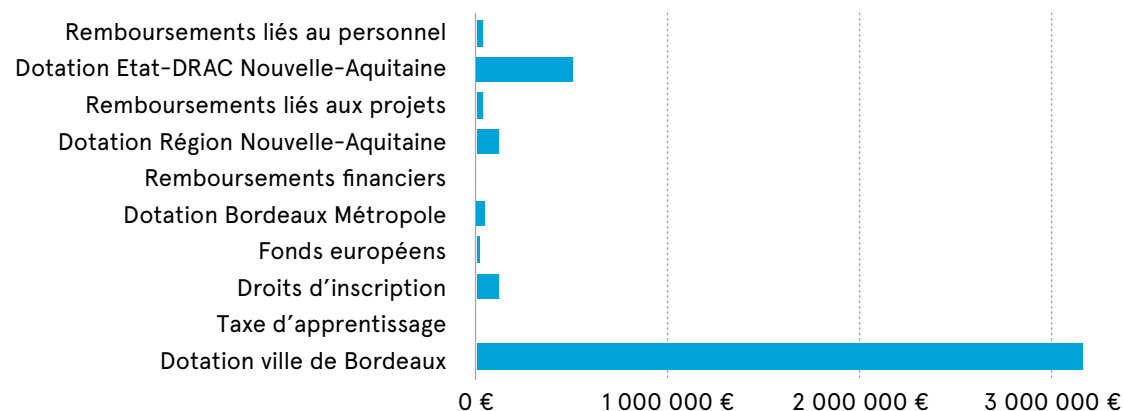 Remboursements liés au personnel
Dotation Etat-DRAC Nouvelle-Aquitaine
Remboursements liés aux projets
Dotation Région Nouvelle-Aquitaine
Remboursements financiers
Dotation Bordeaux Métropole
Fonds européens
Droits d’inscription
Taxe d’apprentissage
Dotation ville de Bordeaux
0 € 1 000 000 € 2 000 000 € 3 000 000 €